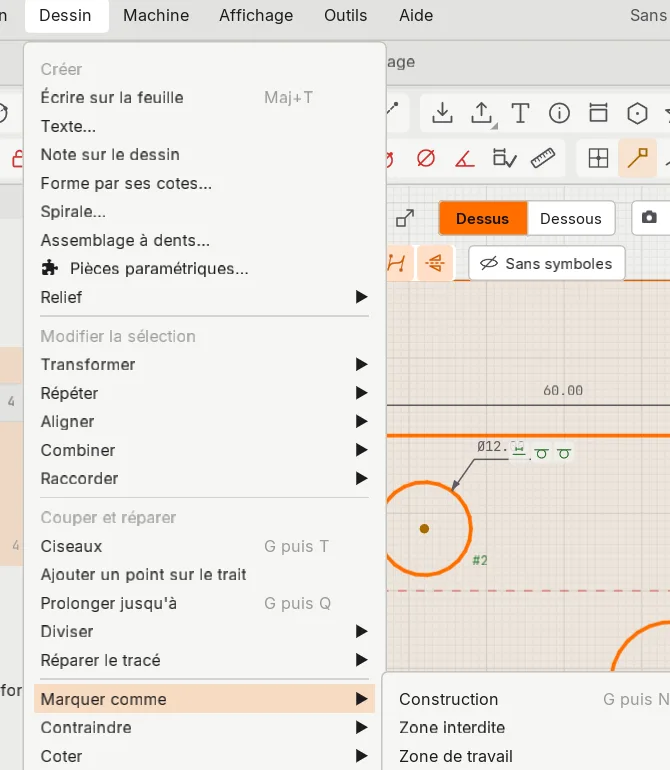 Dessin Machine Affichage Outils Aide Sans
age
Créer
Écrire sur la feuille Maj+T
Texte...
Note sur le dessin
Forme par ses cotes...
Spirale...
Assemblage à dents...
Pièces paramétriques...
Relief
Dessus Dessous
Sans symboles
Modifier la sélection
Transformer
Répéter
Aligner
Combiner
Raccorder
60.00
Ø12.
4
Couper et réparer
Ciseaux G puis T
Ajouter un point sur le trait
Prolonger jusqu'à G puis Q
Diviser
Réparer le tracé
4
#2
for
Marquer comme
Contraindre
Coter
Construction G puis N
Zone interdite
Zone de travail